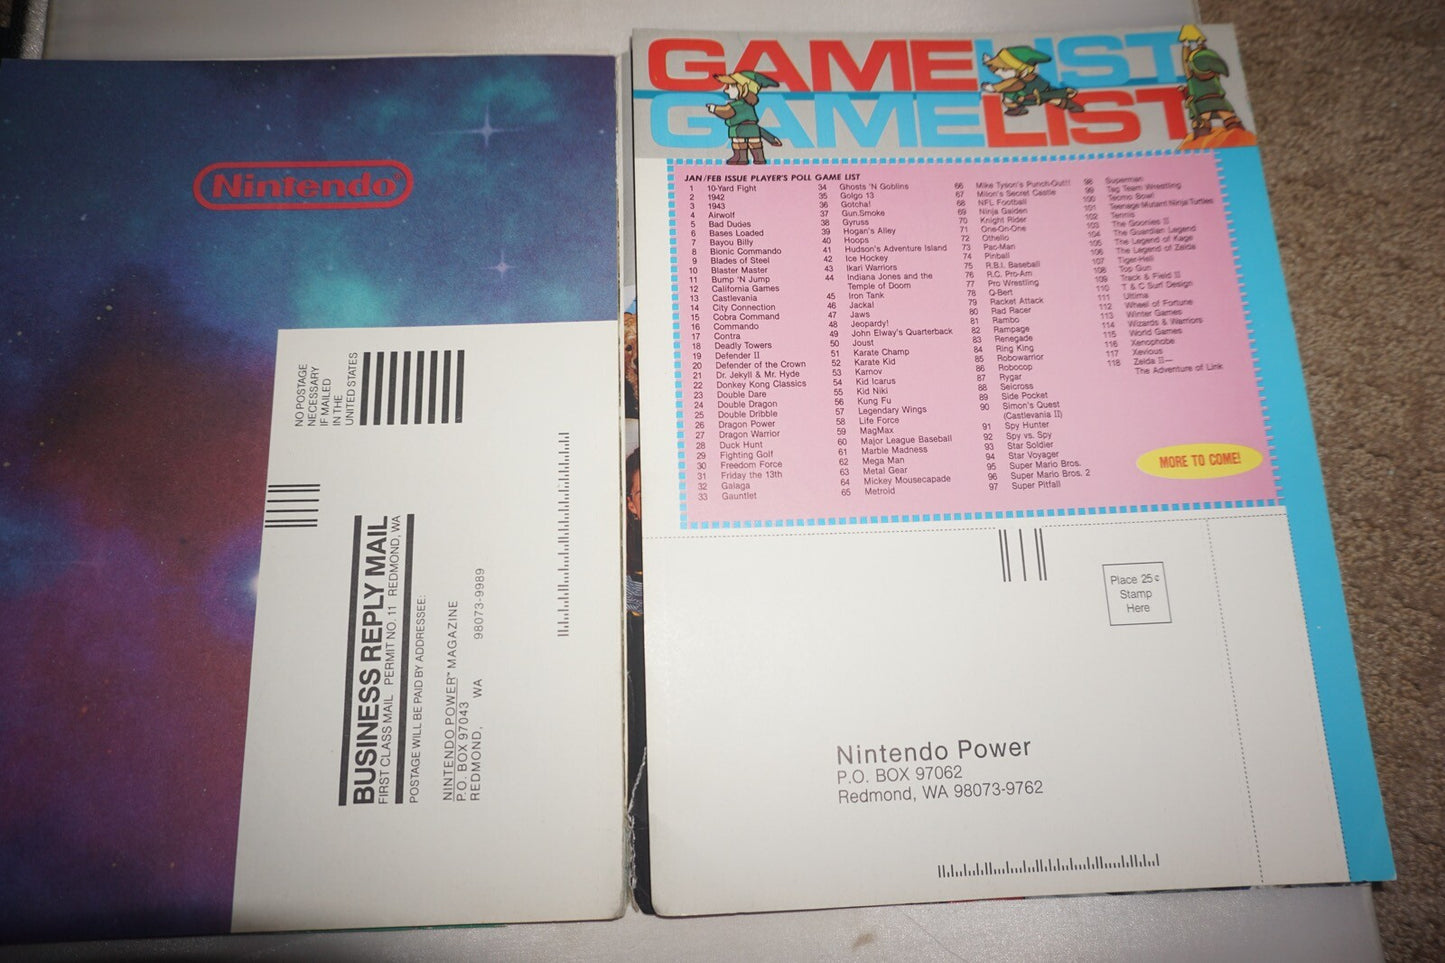 Nintendo®
NO POSTAGE
NECESSARY
IF MAILED
IN THE
UNITED STATES
BUSINESS REPLY MAIL
FIRST CLASS MAIL PERMIT NO. 11 REDMOND, WA
POSTAGE WILL BE PAID BY ADDRESSEE:
NINTENDO POWER™ MAGAZINE
P.O. BOX 97043
REDMOND, WA 98073-9989
GAMELIST
GAMELIST
JAN/FEB ISSUE PLAYER'S POLL GAME LIST
1 10-Yard Fight
2 1942
3 1943
4 Airwolf
5 Bad Dudes
6 Bases Loaded
7 Bayou Billy
8 Bionic Commando
9 Blades of Steel
10 Blaster Master
11 Bump 'N Jump
12 California Games
13 Castlevania
14 City Connection
15 Cobra Command
16 Commando
17 Contra
18 Deadly Towers
19 Defender II
20 Defender of the Crown
21 Dr. Jekyll & Mr. Hyde
22 Donkey Kong Classics
23 Double Dare
24 Double Dragon
25 Double Dribble
26 Dragon Power
27 Dragon Warrior
28 Duck Hunt
29 Fighting Golf
30 Freedom Force
31 Friday the 13th
32 Galaga
33 Gauntlet
34 Ghosts 'N Goblins
35 Golgo 13
36 Gotcha!
37 Gun.Smoke
38 Gyruss
39 Hogan's Alley
40 Hoops
41 Hudson's Adventure Island
42 Ice Hockey
43 Ikari Warriors
44 Indiana Jones and the
Temple of Doom
45 Iron Tank
46 Jackal
47 Jaws
48 Jeopardy!
49 John Elway's Quarterback
50 Joust
51 Karate Champ
52 Karate Kid
53 Karnov
54 Kid Icarus
55 Kid Niki
56 Kung Fu
57 Legendary Wings
58 Life Force
59 MagMax
60 Major League Baseball
61 Marble Madness
62 Mega Man
63 Metal Gear
64 Mickey Mousecapade
65 Metroid
66 Mike Tyson's Punch-Out!!
67 Milon's Secret Castle
68 NFL Football
69 Ninja Gaiden
70 Knight Rider
71 One-On-One
72 Othello
73 Pac-Man
74 Pinball
75 R.B.I. Baseball
76 R.C. Pro-Am
77 Pro Wrestling
78 Q-Bert
79 Racket Attack
80 Rad Racer
81 Rambo
82 Rampage
83 Renegade
84 Ring King
85 Robowarrior
86 Robocop
87 Rygar
88 Seicross
89 Side Pocket
90 Simon's Quest
(Castlevania II)
91 Spy Hunter
92 Spy vs. Spy
93 Star Soldier
94 Star Voyager
95 Super Mario Bros.
96 Super Mario Bros. 2
97 Super Pitfall
98 Superman
99 Tag Team Wrestling
100 Tecmo Bowl
101 Teenage Mutant Ninja Turtles
102 Tennis
103 The Goonies II
104 The Guardian Legend
105 The Legend of Kage
106 The Legend of Zelda
107 Tiger-Heli
108 Top Gun
109 Track & Field II
110 T & C Surf Design
111 Ultima
112 Wheel of Fortune
113 Winter Games
114 Wizards & Warriors
115 World Games
116 Xenophobe
117 Xevious
118 Zelda II—
The Adventure of Link
MORE TO COME!
Place 25¢
Stamp
Here
Nintendo Power
P.O. BOX 97062
Redmond, WA 98073-9762